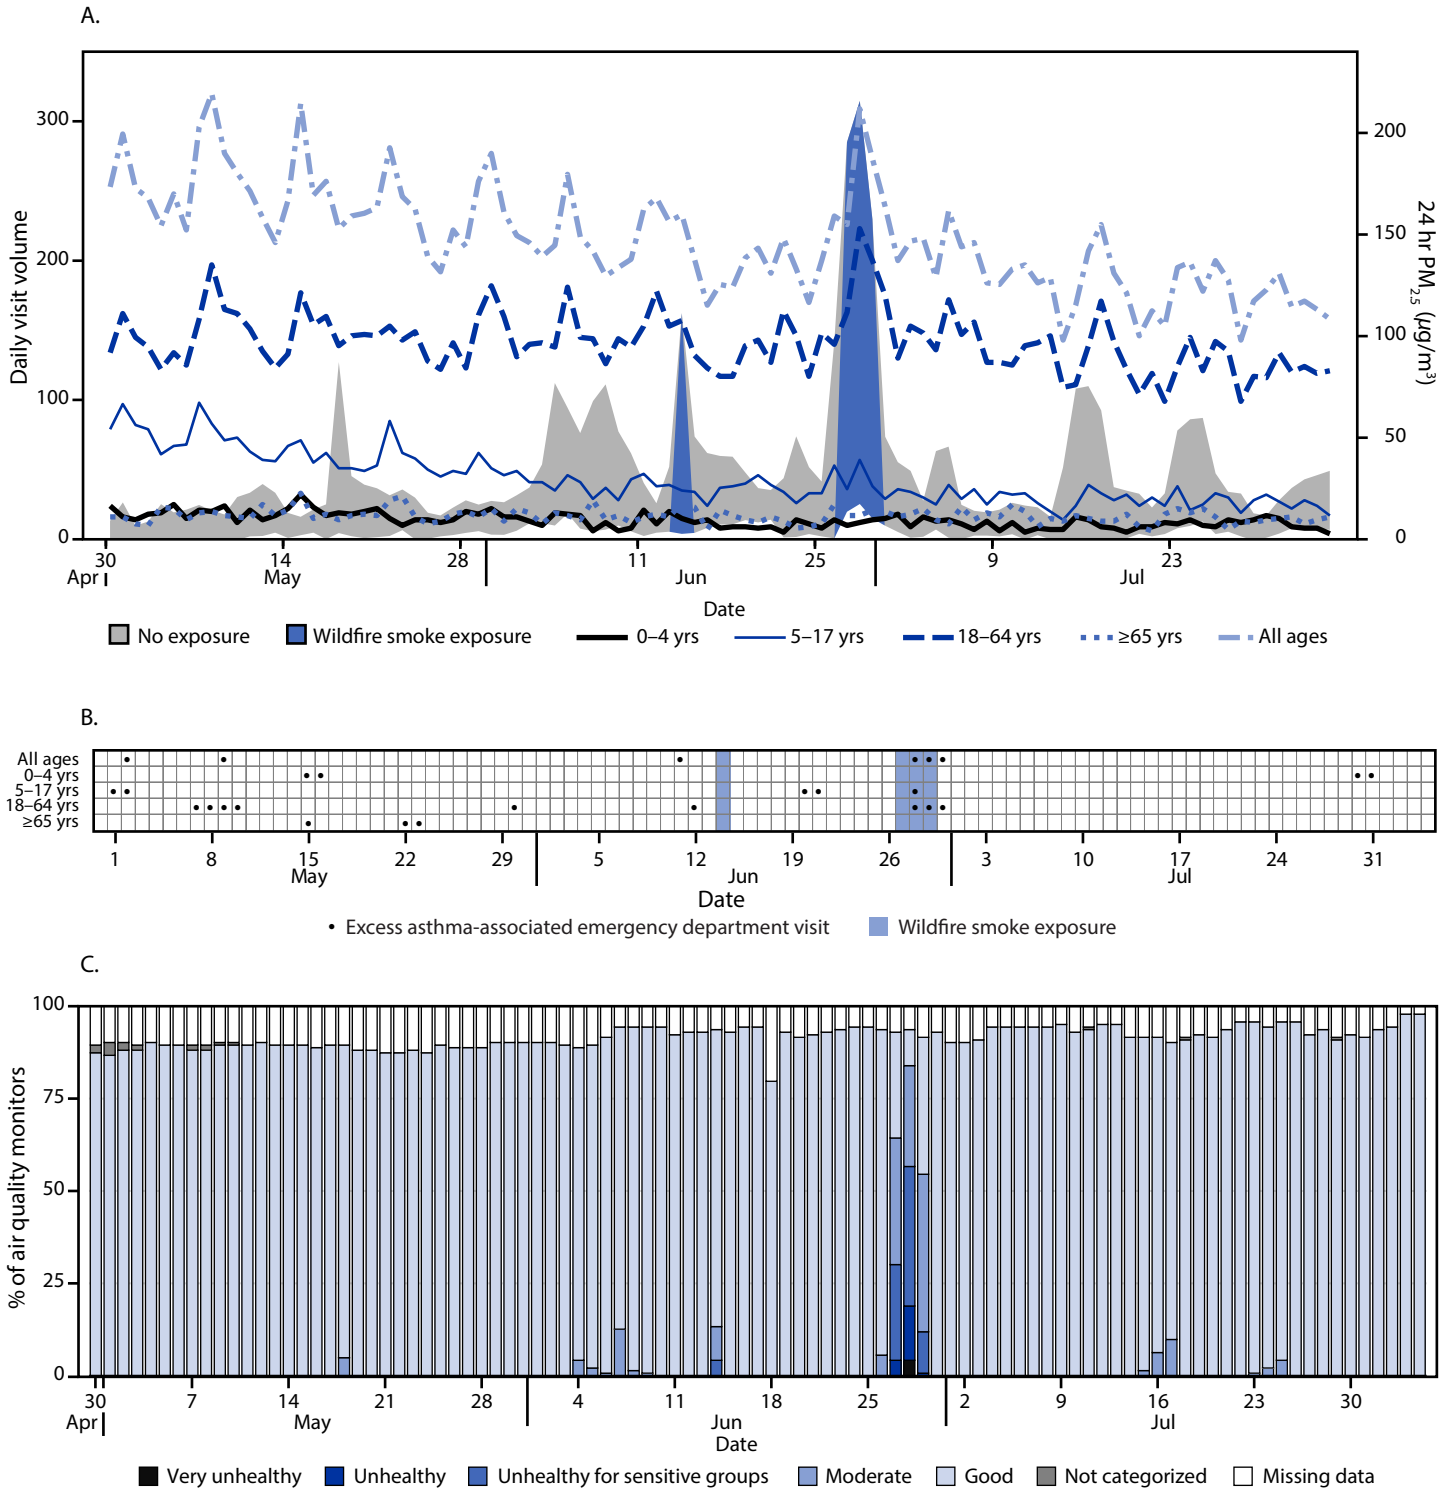 A.
300
200
100
0
Daily visit volume
200
150
100
50
0
24 hr PM2.5 (µg/m3)
30 14 28 11 25 9 23
Apr May Jun Jul
Date
No exposure Wildfire smoke exposure 0–4 yrs 5–17 yrs 18–64 yrs ≥65 yrs All ages
B.
All ages
0–4 yrs
5–17 yrs
18–64 yrs
≥65 yrs
1 8 15 22 29 5 12 19 26 3 10 17 24 31
May Jun Jul
Date
• Excess asthma-associated emergency department visit Wildfire smoke exposure
C.
100
75
50
25
0
% of air quality monitors
30 7 14 21 28 4 11 18 25 2 9 16 23 30
Apr May Jun Jul
Date
Very unhealthy Unhealthy Unhealthy for sensitive groups Moderate Good Not categorized Missing data